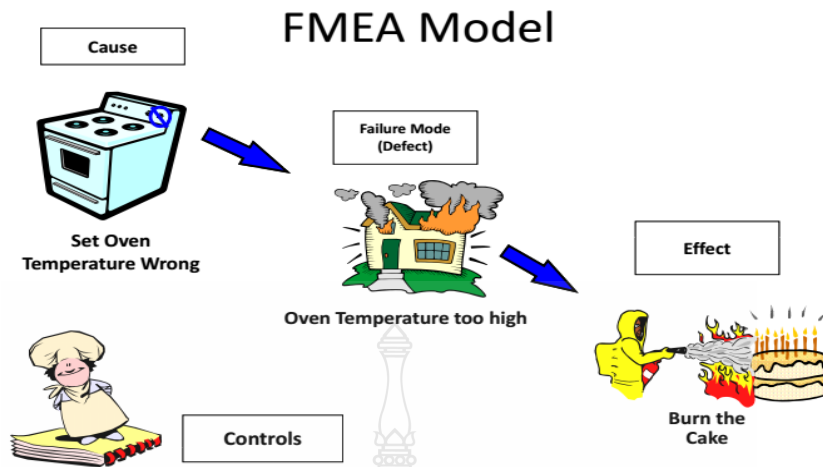 FMEA Model
Cause
Set Oven
Temperature Wrong
Failure Mode
(Defect)
Oven Temperature too high
Effect
Burn the
Cake
Controls